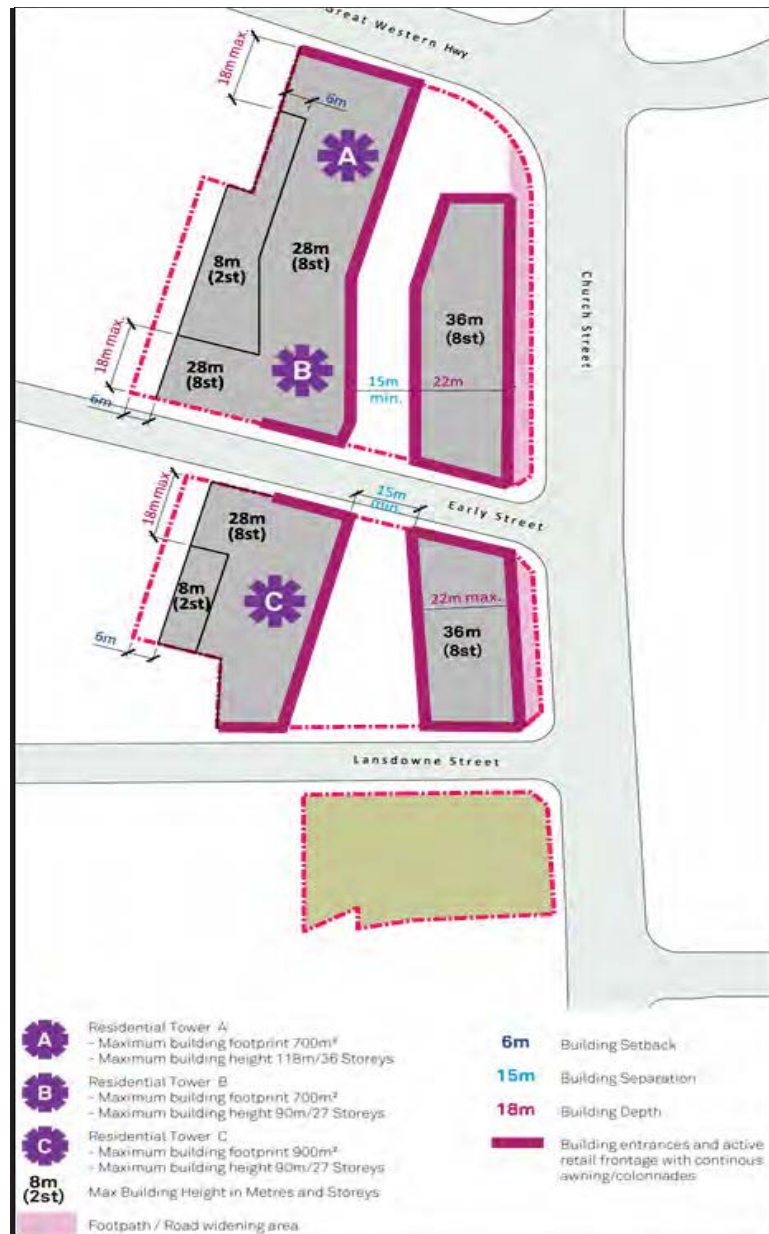 Great Western Hwy
18m max.
6m
A
8m
(2st)
28m
(8st)
Church Street
36m
(8st)
18m max.
28m
(8st)
B
15m
min.
22m
6m
15m
min.
Early Street
18m max.
28m
(8st)
8m
(2st)
C
22m max.
36m
(8st)
6m
Lansdowne Street
A
Residential Tower A
- Maximum building footprint 700m²
- Maximum building height 118m/36 Storeys
B
Residential Tower B
- Maximum building footprint 700m²
- Maximum building height 90m/27 Storeys
C
Residential Tower C
- Maximum building footprint 900m²
- Maximum building height 90m/27 Storeys
8m
(2st)
Max Building Height in Metres and Storeys
Footpath / Road widening area
6m Building Setback
15m Building Separation
18m Building Depth
Building entrances and active
retail frontage with continous
awning/colonnades